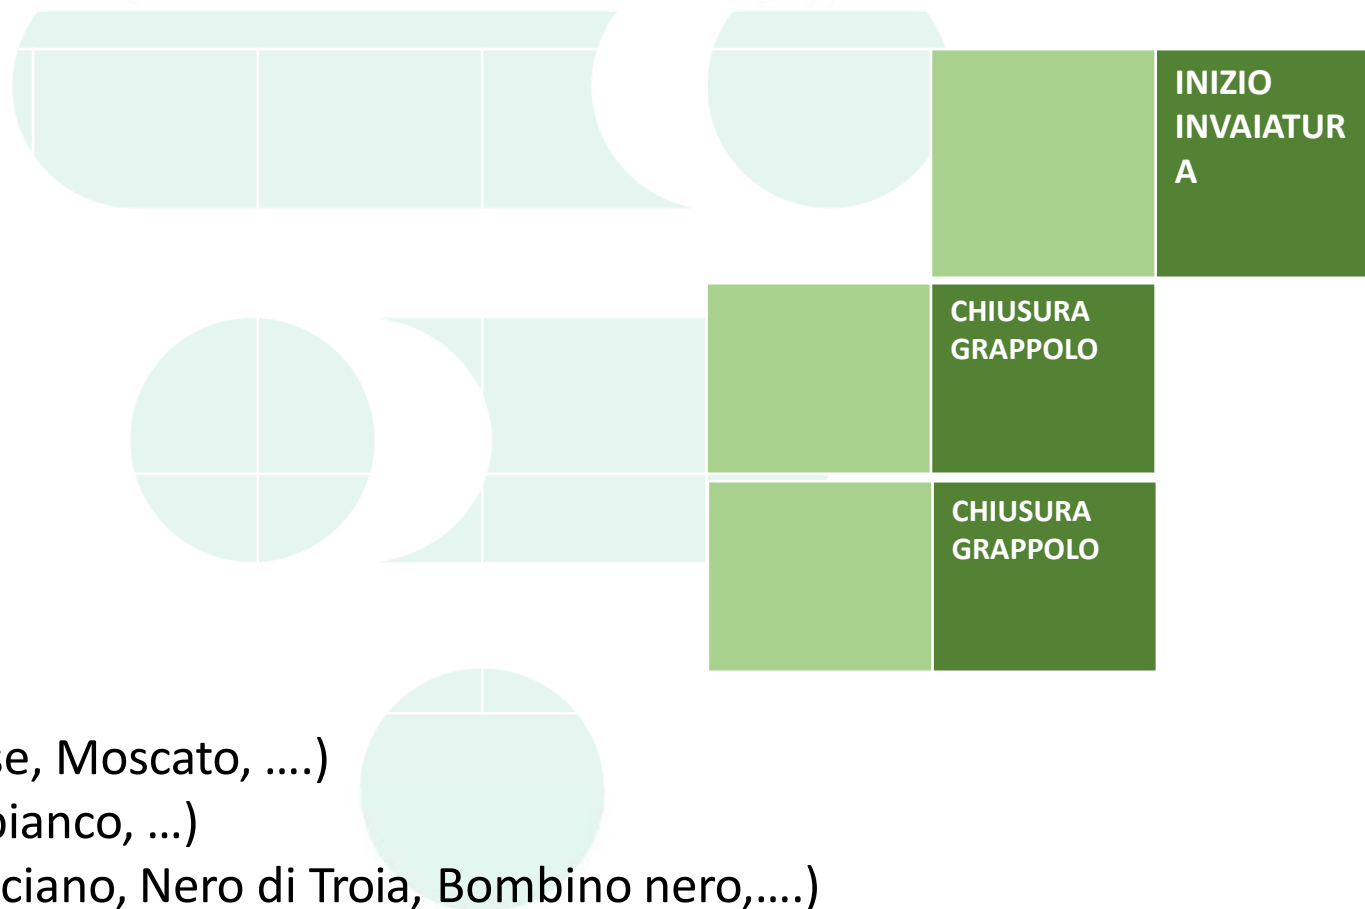 INIZIO
INVAIATUR
A
CHIUSURA
GRAPPOLO
CHIUSURA
GRAPPOLO
se, Moscato, ....)
bianco, ...)
ciano, Nero di Troia, Bombino nero,....)